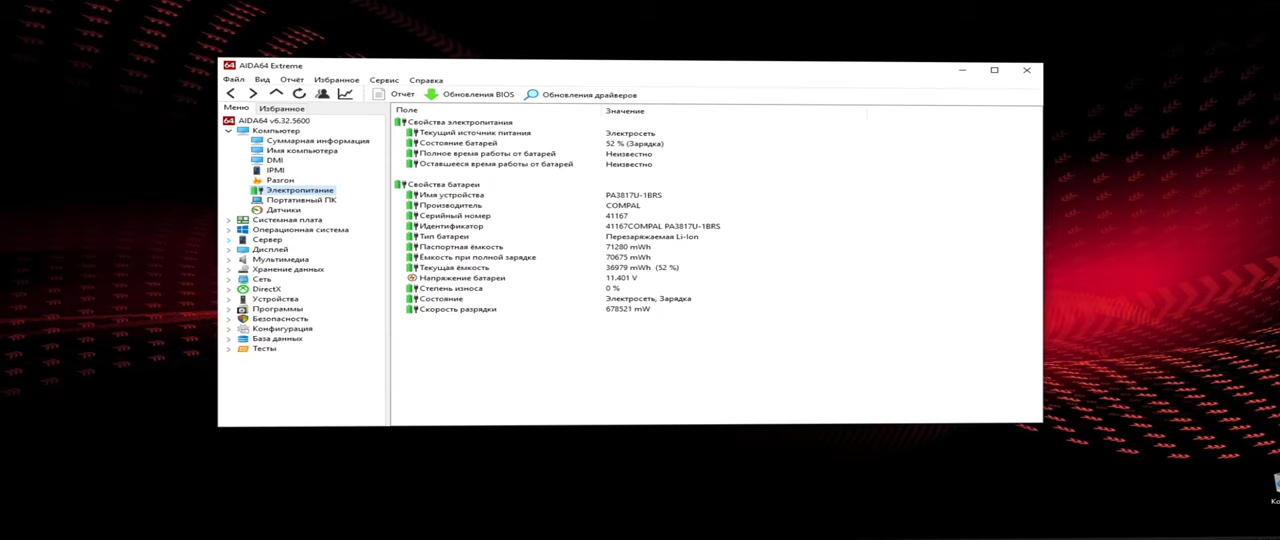 64 AIDA64 Extreme
Файл Вид Отчёт Избранное Сервис Справка
Отчёт Обновления BIOS Обновления драйверов
Меню Избранное
64 AIDA64 v6.32.5600
Компьютер
Суммарная информация
Имя компьютера
DMI
IPMI
Разгон
Электропитание
Портативный ПК
Датчики
Системная плата
Операционная система
Сервер
Дисплей
Мультимедиа
Хранение данных
Сеть
DirectX
Устройства
Программы
Безопасность
Конфигурация
База данных
Тесты
Поле Значение
Свойства электропитания
Текущий источник питания Электросеть
Состояние батарей 52 % (Зарядка)
Полное время работы от батарей Неизвестно
Оставшееся время работы от батарей Неизвестно
Свойства батареи
Имя устройства PA3817U-1BRS
Производитель COMPAL
Серийный номер 41167
Идентификатор 41167COMPAL PA3817U-1BRS
Тип батареи Перезаряжаемая Li-Ion
Паспортная ёмкость 71280 mWh
Ёмкость при полной зарядке 70675 mWh
Текущая ёмкость 36979 mWh (52 %)
Напряжение батареи 11.401 V
Степень износа 0 %
Состояние Электросеть, Зарядка
Скорость разрядки 678521 mW